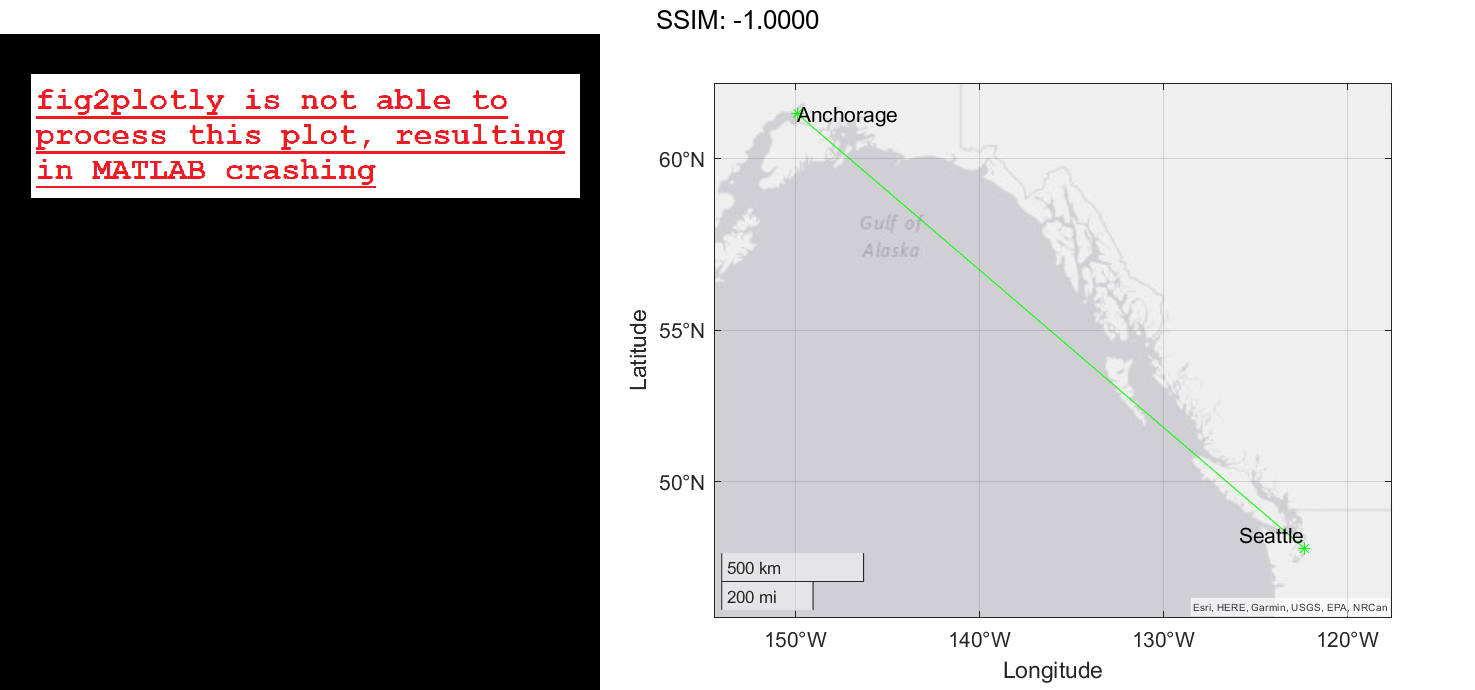 SSIM: -1.0000
fig2plotly is not able to
process this plot, resulting
in MATLAB crashing
Anchorage
Gulf of
Alaska
Seattle
60°N
55°N
50°N
Latitude
500 km
200 mi
Esri, HERE, Garmin, USGS, EPA, NRCan
150°W
140°W
130°W
120°W
Longitude